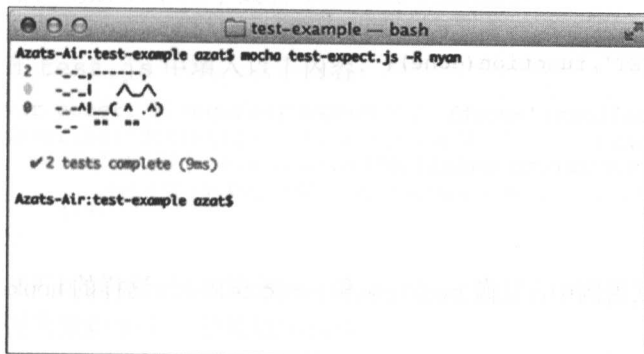 test-example — bash
Azats-Air:test-example azat$ mocha test-expect.js -R nyan
2   -_-_,------,
0   -_-_|   /\_/\
0   -_-^|__( ^ .^)
    -_-  ""  ""
✔ 2 tests complete (9ms)
Azats-Air:test-example azat$